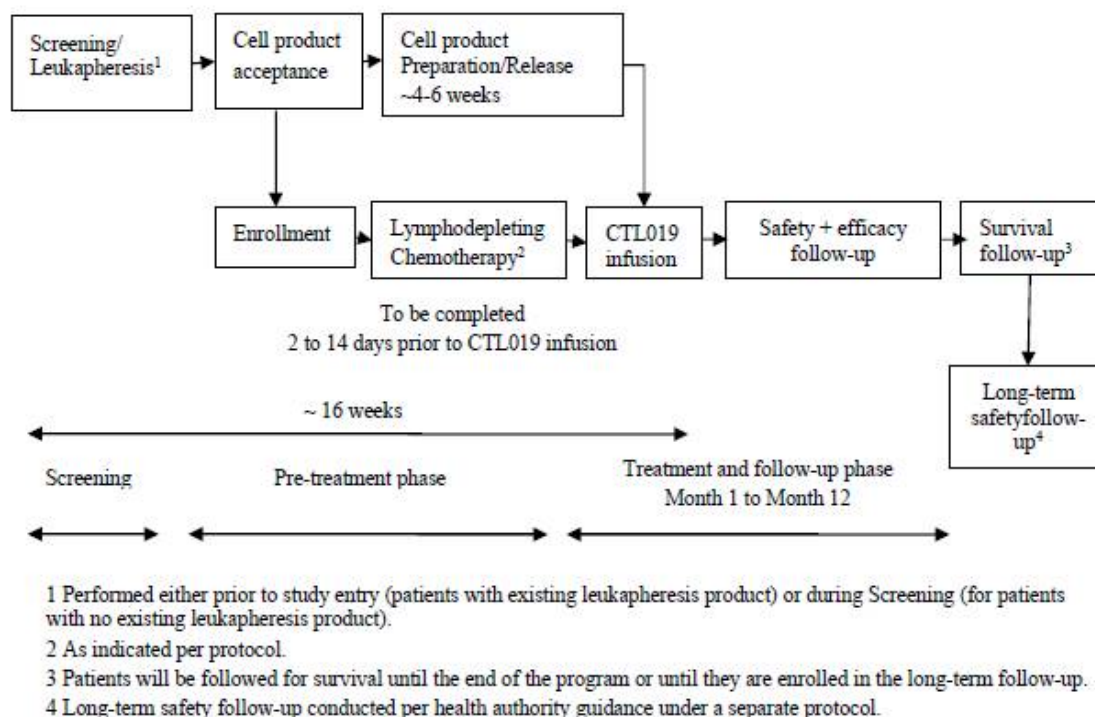 Screening/
Leukapheresis¹
Cell product
acceptance
Cell product
Preparation/Release
~4-6 weeks
Enrollment
Lymphodepleting
Chemotherapy²
CTL019
infusion
Safety + efficacy
follow-up
Survival
follow-up³
To be completed
2 to 14 days prior to CTL019 infusion
Long-term
safetyfollow-
up⁴
~ 16 weeks
Screening
Pre-treatment phase
Treatment and follow-up phase
Month 1 to Month 12
1 Performed either prior to study entry (patients with existing leukapheresis product) or during Screening (for patients
with no existing leukapheresis product).
2 As indicated per protocol.
3 Patients will be followed for survival until the end of the program or until they are enrolled in the long-term follow-up.
4 Long-term safety follow-up conducted per health authority guidance under a separate protocol.